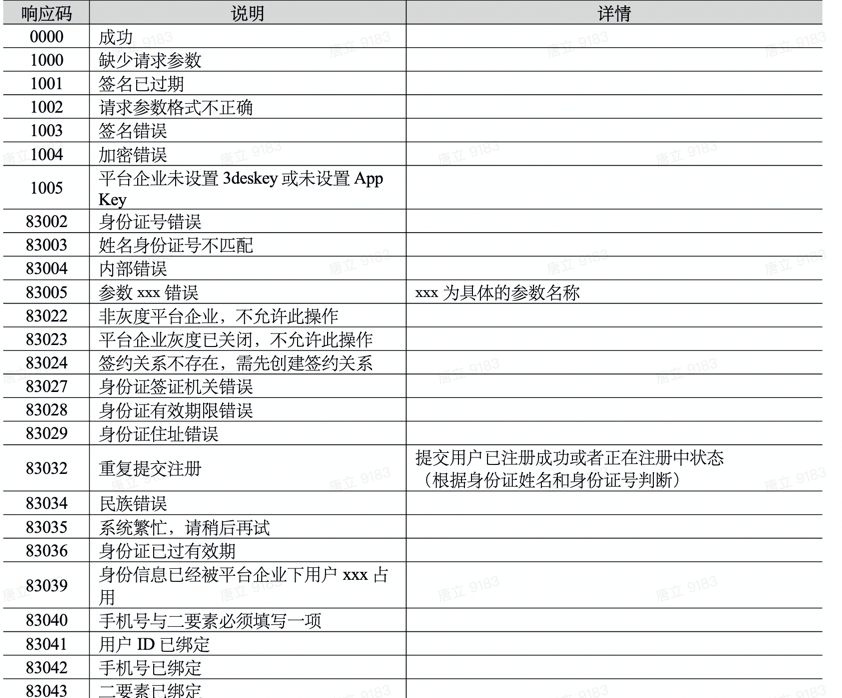 响应码 说明 详情
0000 成功
1000 缺少请求参数
1001 签名已过期
1002 请求参数格式不正确
1003 签名错误
1004 加密错误
1005 平台企业未设置 3deskey 或未设置 App
Key
83002 身份证号错误
83003 姓名身份证号不匹配
83004 内部错误
83005 参数 xxx 错误 xxx 为具体的参数名称
83022 非灰度平台企业，不允许此操作
83023 平台企业灰度已关闭，不允许此操作
83024 签约关系不存在，需先创建签约关系
83027 身份证签证机关错误
83028 身份证有效期限错误
83029 身份证住址错误
83032 重复提交注册 提交用户已注册成功或者正在注册中状态
（根据身份证姓名和身份证号判断）
83034 民族错误
83035 系统繁忙，请稍后再试
83036 身份证已过有效期
83039 身份信息已经被平台企业下用户 xxx 占
用
83040 手机号与二要素必须填写一项
83041 用户 ID 已绑定
83042 手机号已绑定
83043 二要素已绑定
唐立 9183